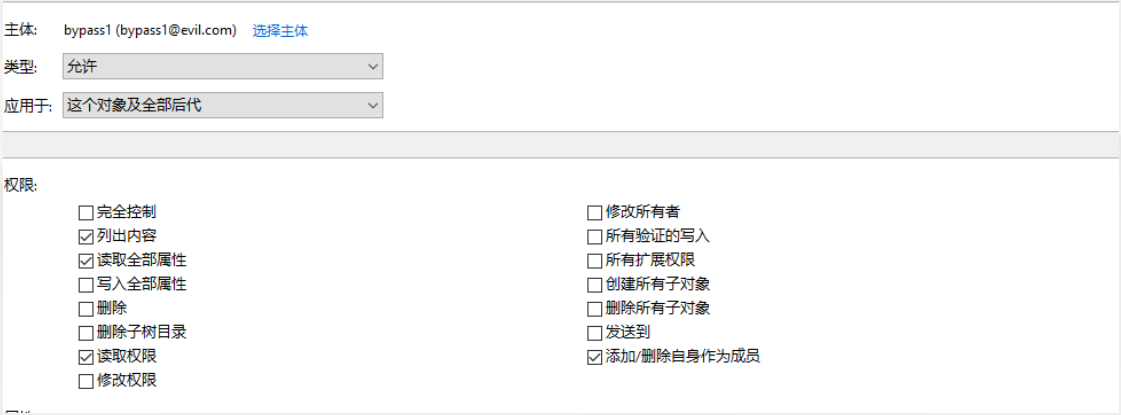 主体: bypass1 (bypass1@evil.com) 选择主体
类型: 允许
应用于: 这个对象及全部后代
权限:
完全控制 修改所有者
列出内容 所有验证的写入
读取全部属性 所有扩展权限
写入全部属性 创建所有子对象
删除 删除所有子对象
删除子树目录 发送到
读取权限 添加/删除自身作为成员
修改权限